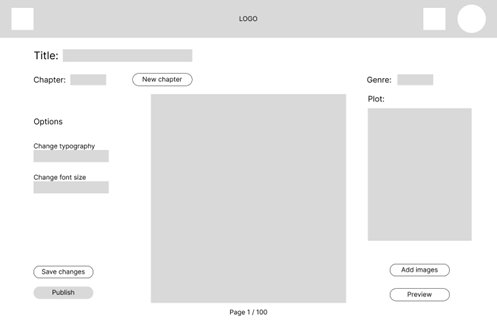 LOGO
Title:
Chapter:
New chapter
Genre:
Plot:
Options
Change typography
Change font size
Save changes
Publish
Add images
Preview
Page 1 / 100